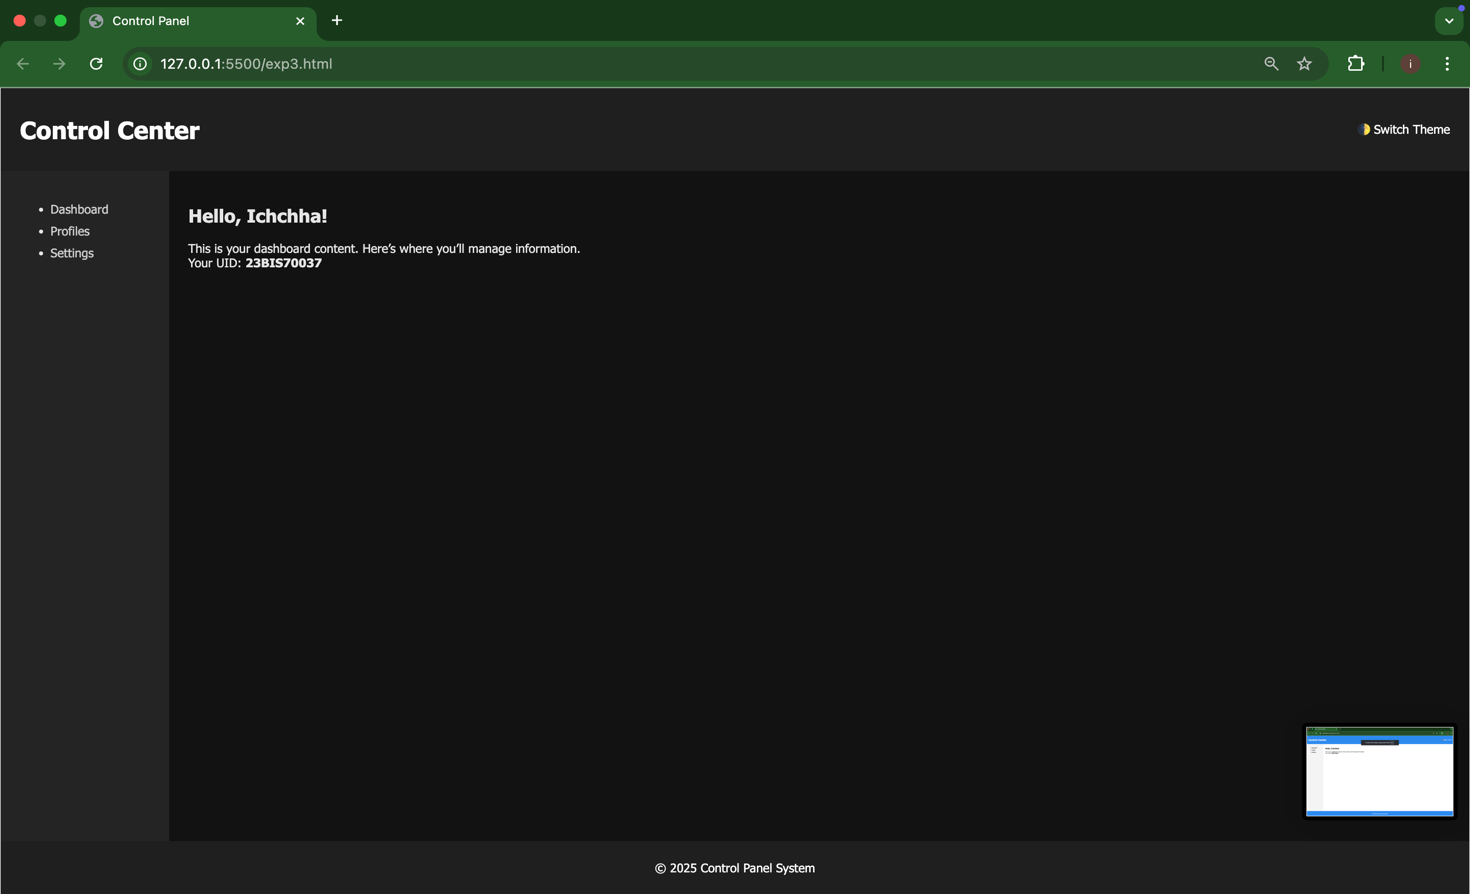 Control Panel
127.0.0.1:5500/exp3.html
i
Control Center
Switch Theme
Dashboard
Profiles
Settings
Hello, Ichchha!
This is your dashboard content. Here’s where you’ll manage information.
Your UID: 23BIS70037
© 2025 Control Panel System